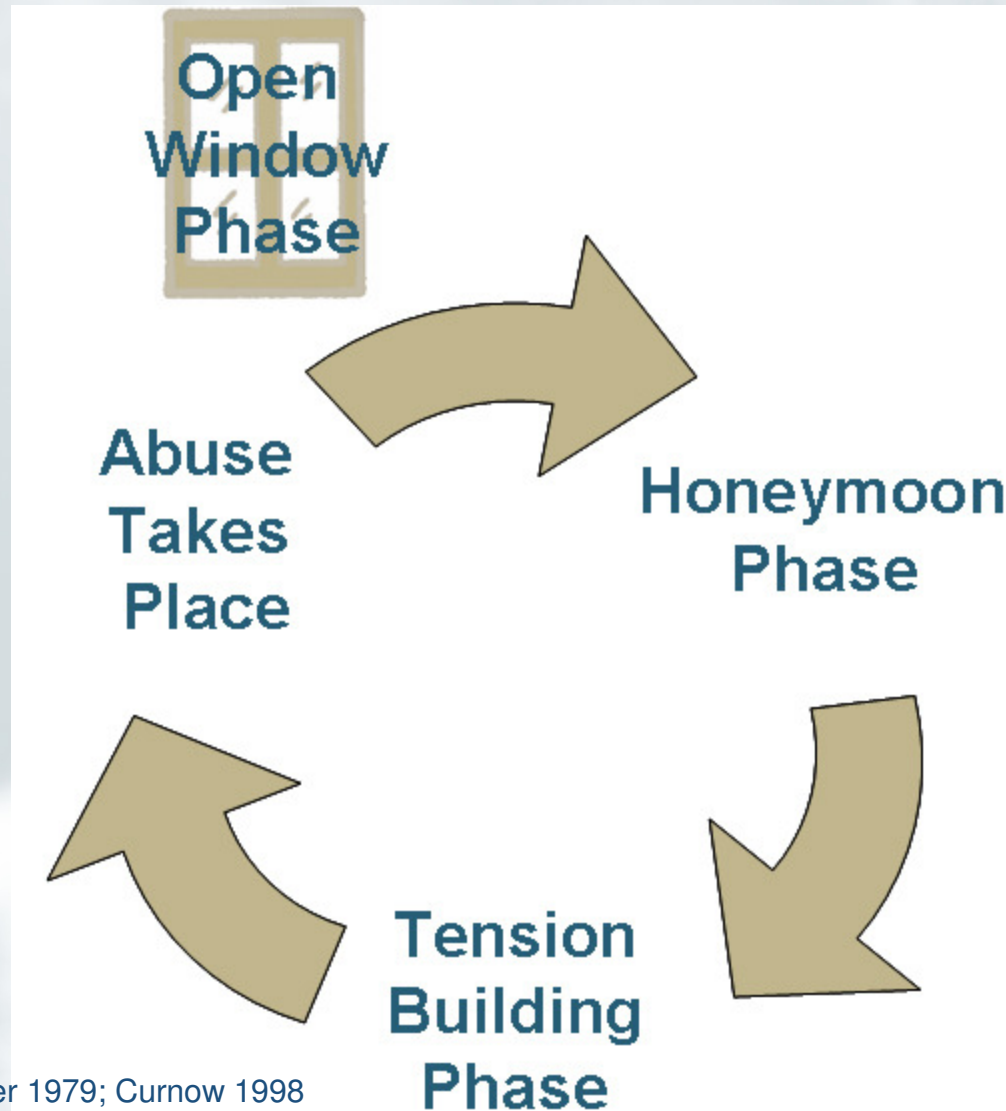 Open
Window
Phase
Abuse
Takes
Place
Honeymoon
Phase
Tension
Building
Phase
1979; Curnow 1998